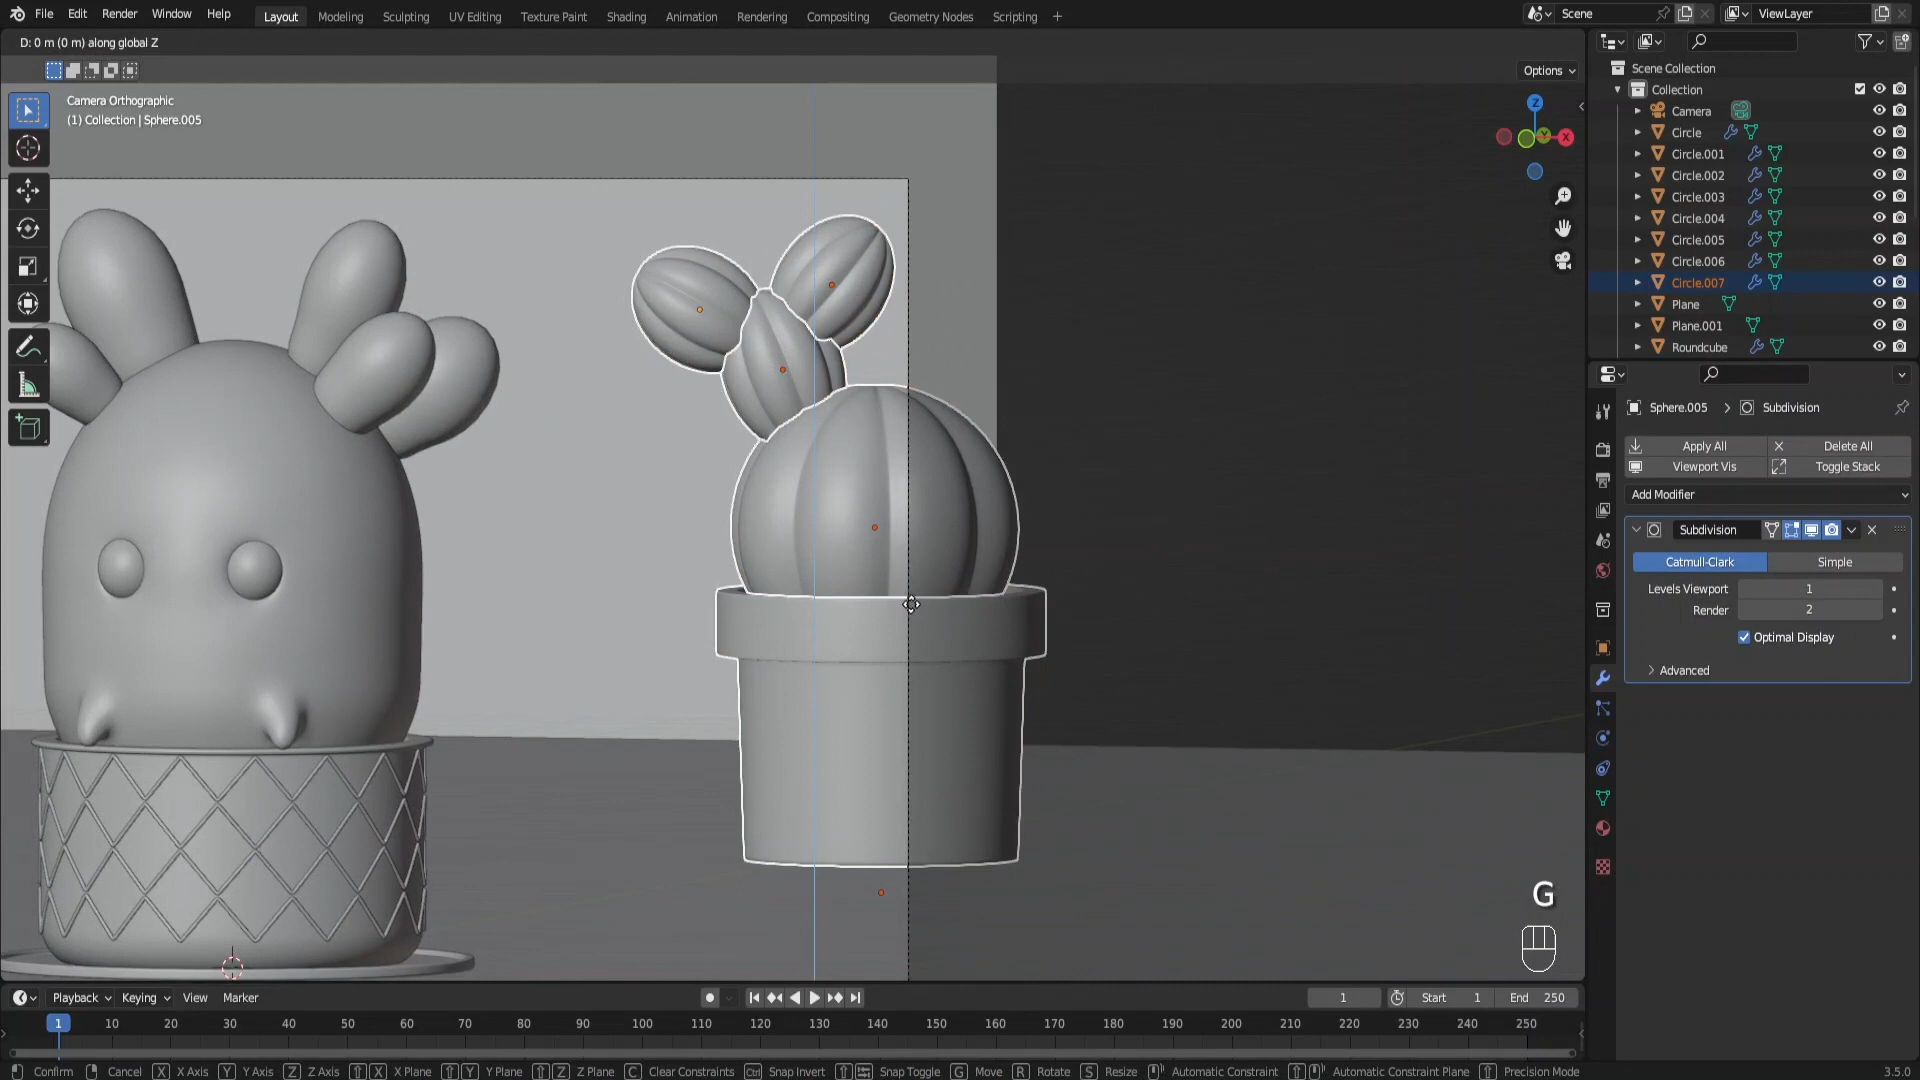 File Edit Render Window Help Layout Modeling Sculpting UV Editing Texture Paint Shading Animation Rendering Compositing Geometry Nodes Scripting + Scene ViewLayer
D: 0 m (0 m) along global Z
Options
Camera Orthographic
(1) Collection | Sphere.005
Z
Y
X
Scene Collection
Collection
Camera
Circle
Circle.001
Circle.002
Circle.003
Circle.004
Circle.005
Circle.006
Circle.007
Plane
Plane.001
Roundcube
Sphere.005 > Subdivision
Apply All Delete All
Viewport Vis Toggle Stack
Add Modifier
Subdivision
Catmull-Clark Simple
Levels Viewport 1
Render 2
Optimal Display
Advanced
G
Playback Keying View Marker 1 Start 1 End 250
1 10 20 30 40 50 60 70 80 90 100 110 120 130 140 150 160 170 180 190 200 210 220 230 240 250
Confirm Cancel X X Axis Y Y Axis Z Z Axis X X Plane Y Y Plane Z Z Plane C Clear Constraints Ctrl Snap Invert Snap Toggle G Move R Rotate S Resize Automatic Constraint Automatic Constraint Plane Precision Mode 3.5.0